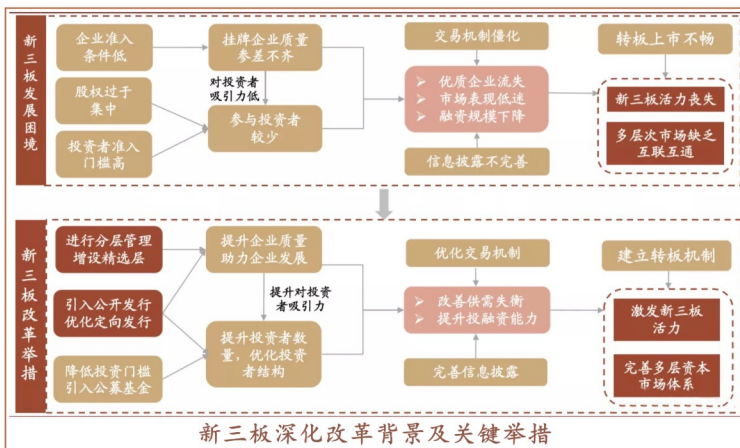 新三板发展困境
企业准入
条件低
股权过于
集中
投资者准入
门槛高
挂牌企业质量
参差不齐
对投资者
吸引力低
参与投资者
较少
交易机制僵化
优质企业流失
市场表现低迷
融资规模下降
信息披露不完善
转板上市不畅
新三板活力丧失
多层次市场缺乏
互联互通
新三板改革举措
进行分层管理
增设精选层
引入公开发行
优化定向发行
降低投资门槛
引入公募基金
提升企业质量
助力企业发展
提升对投资
者吸引力
提升投资者数
量,优化投资
者结构
优化交易机制
改善供需失衡
提升投融资能力
完善信息披露
建立转板机制
激发新三板
活力
完善多层资本
市场体系
新三板深化改革背景及关键举措